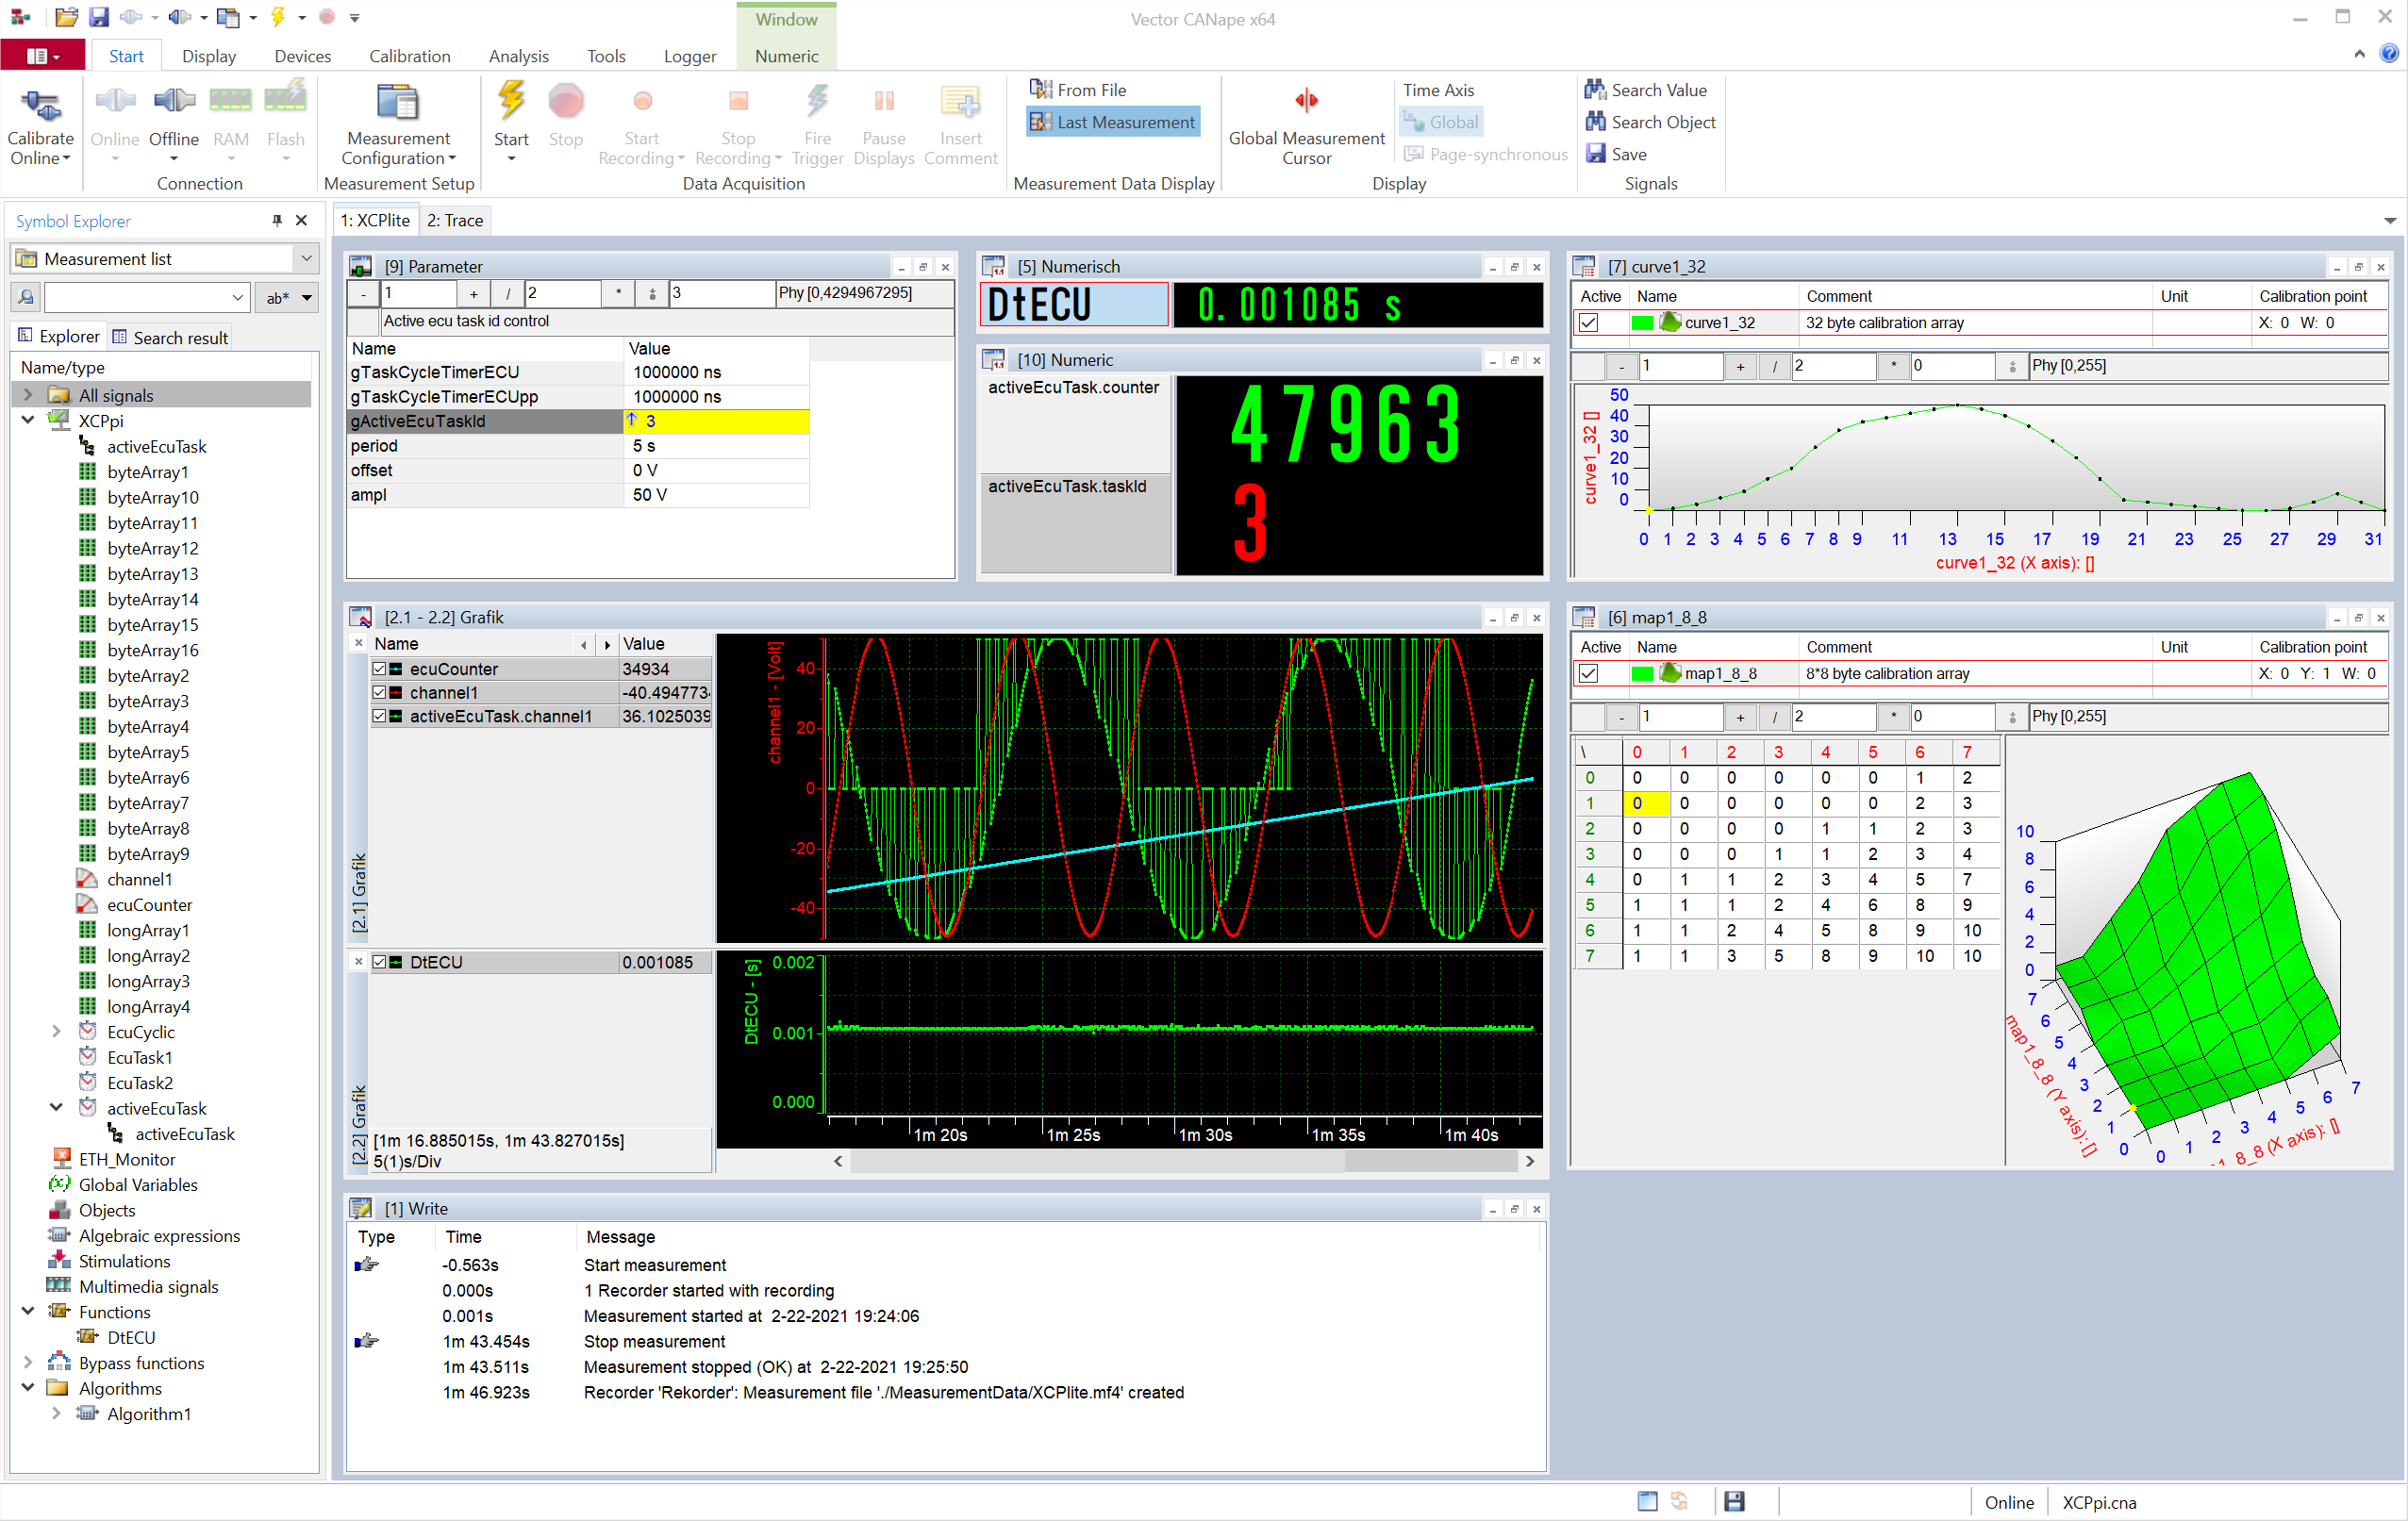 Window
Vector CANape x64
Start Display Devices Calibration Analysis Tools Logger Numeric
Calibrate Online
Online Offline RAM Flash
Connection
Measurement Configuration
Measurement Setup
Start Stop Start Recording Stop Recording Fire Trigger Pause Displays Insert Comment
Data Acquisition
From File
Last Measurement
Measurement Data Display
Global Measurement Cursor
Time Axis
Global
Page-synchronous
Display
Search Value
Search Object
Save
Signals
Symbol Explorer
Measurement list
ab*
Explorer Search result
Name/type
All signals
XCPpi
activeEcuTask
byteArray1
byteArray10
byteArray11
byteArray12
byteArray13
byteArray14
byteArray15
byteArray16
byteArray2
byteArray3
byteArray4
byteArray5
byteArray6
byteArray7
byteArray8
byteArray9
channel1
ecuCounter
longArray1
longArray2
longArray3
longArray4
EcuCyclic
EcuTask1
EcuTask2
activeEcuTask
activeEcuTask
ETH_Monitor
Global Variables
Objects
Algebraic expressions
Stimulations
Multimedia signals
Functions
DtECU
Bypass functions
Algorithms
Algorithm1
1: XCPlite 2: Trace
[9] Parameter
- 1 + / 2 * ÷ 3 Phy [0,4294967295]
Active ecu task id control
Name Value
gTaskCycleTimerECU 1000000 ns
gTaskCycleTimerECUpp 1000000 ns
gActiveEcuTaskId 3
period 5 s
offset 0 V
ampl 50 V
[5] Numerisch
DtECU 0.001085 s
[10] Numeric
activeEcuTask.counter 47963
activeEcuTask.taskId 3
[7] curve1_32
Active Name Comment Unit Calibration point
curve1_32 32 byte calibration array X: 0 W: 0
- 1 + / 2 * 0 ÷ Phy [0,255]
curve1_32 []
50
40
30
20
10
0
0 1 2 3 4 5 6 7 8 9 11 13 15 17 19 21 23 25 27 29 31
curve1_32 (X axis): []
[2.1 - 2.2] Grafik
Name Value
ecuCounter 34934
channel1 -40.494773
activeEcuTask.channel1 36.1025039
[2.1] Grafik
channel1 - [Volt]
40
20
0
-20
-40
DtECU 0.001085
[2.2] Grafik
DtECU - [s]
0.002
0.001
0.000
[1m 16.885015s, 1m 43.827015s]
5(1)s/Div
1m 20s 1m 25s 1m 30s 1m 35s 1m 40s
[6] map1_8_8
Active Name Comment Unit Calibration point
map1_8_8 8*8 byte calibration array X: 0 Y: 1 W: 0
- 1 + / 2 * 0 ÷ Phy [0,255]
\ 0 1 2 3 4 5 6 7
0 0 0 0 0 0 0 1 2
1 0 0 0 0 0 0 2 3
2 0 0 0 0 1 1 2 3
3 0 0 0 1 1 2 3 4
4 0 1 1 2 3 4 5 7
5 1 1 1 2 4 6 8 9
6 1 1 2 4 5 8 9 10
7 1 1 3 5 8 9 10 10
10
8
6
4
2
0
7
6
5
4
3
2
1
0
map1_8_8 (Y axis): []
0 1 2 3 4 5 6 7
1_8_8 (X axis): []
[1] Write
Type Time Message
-0.563s Start measurement
0.000s 1 Recorder started with recording
0.001s Measurement started at 2-22-2021 19:24:06
1m 43.454s Stop measurement
1m 43.511s Measurement stopped (OK) at 2-22-2021 19:25:50
1m 46.923s Recorder 'Rekorder': Measurement file './MeasurementData/XCPlite.mf4' created
Online XCPpi.cna